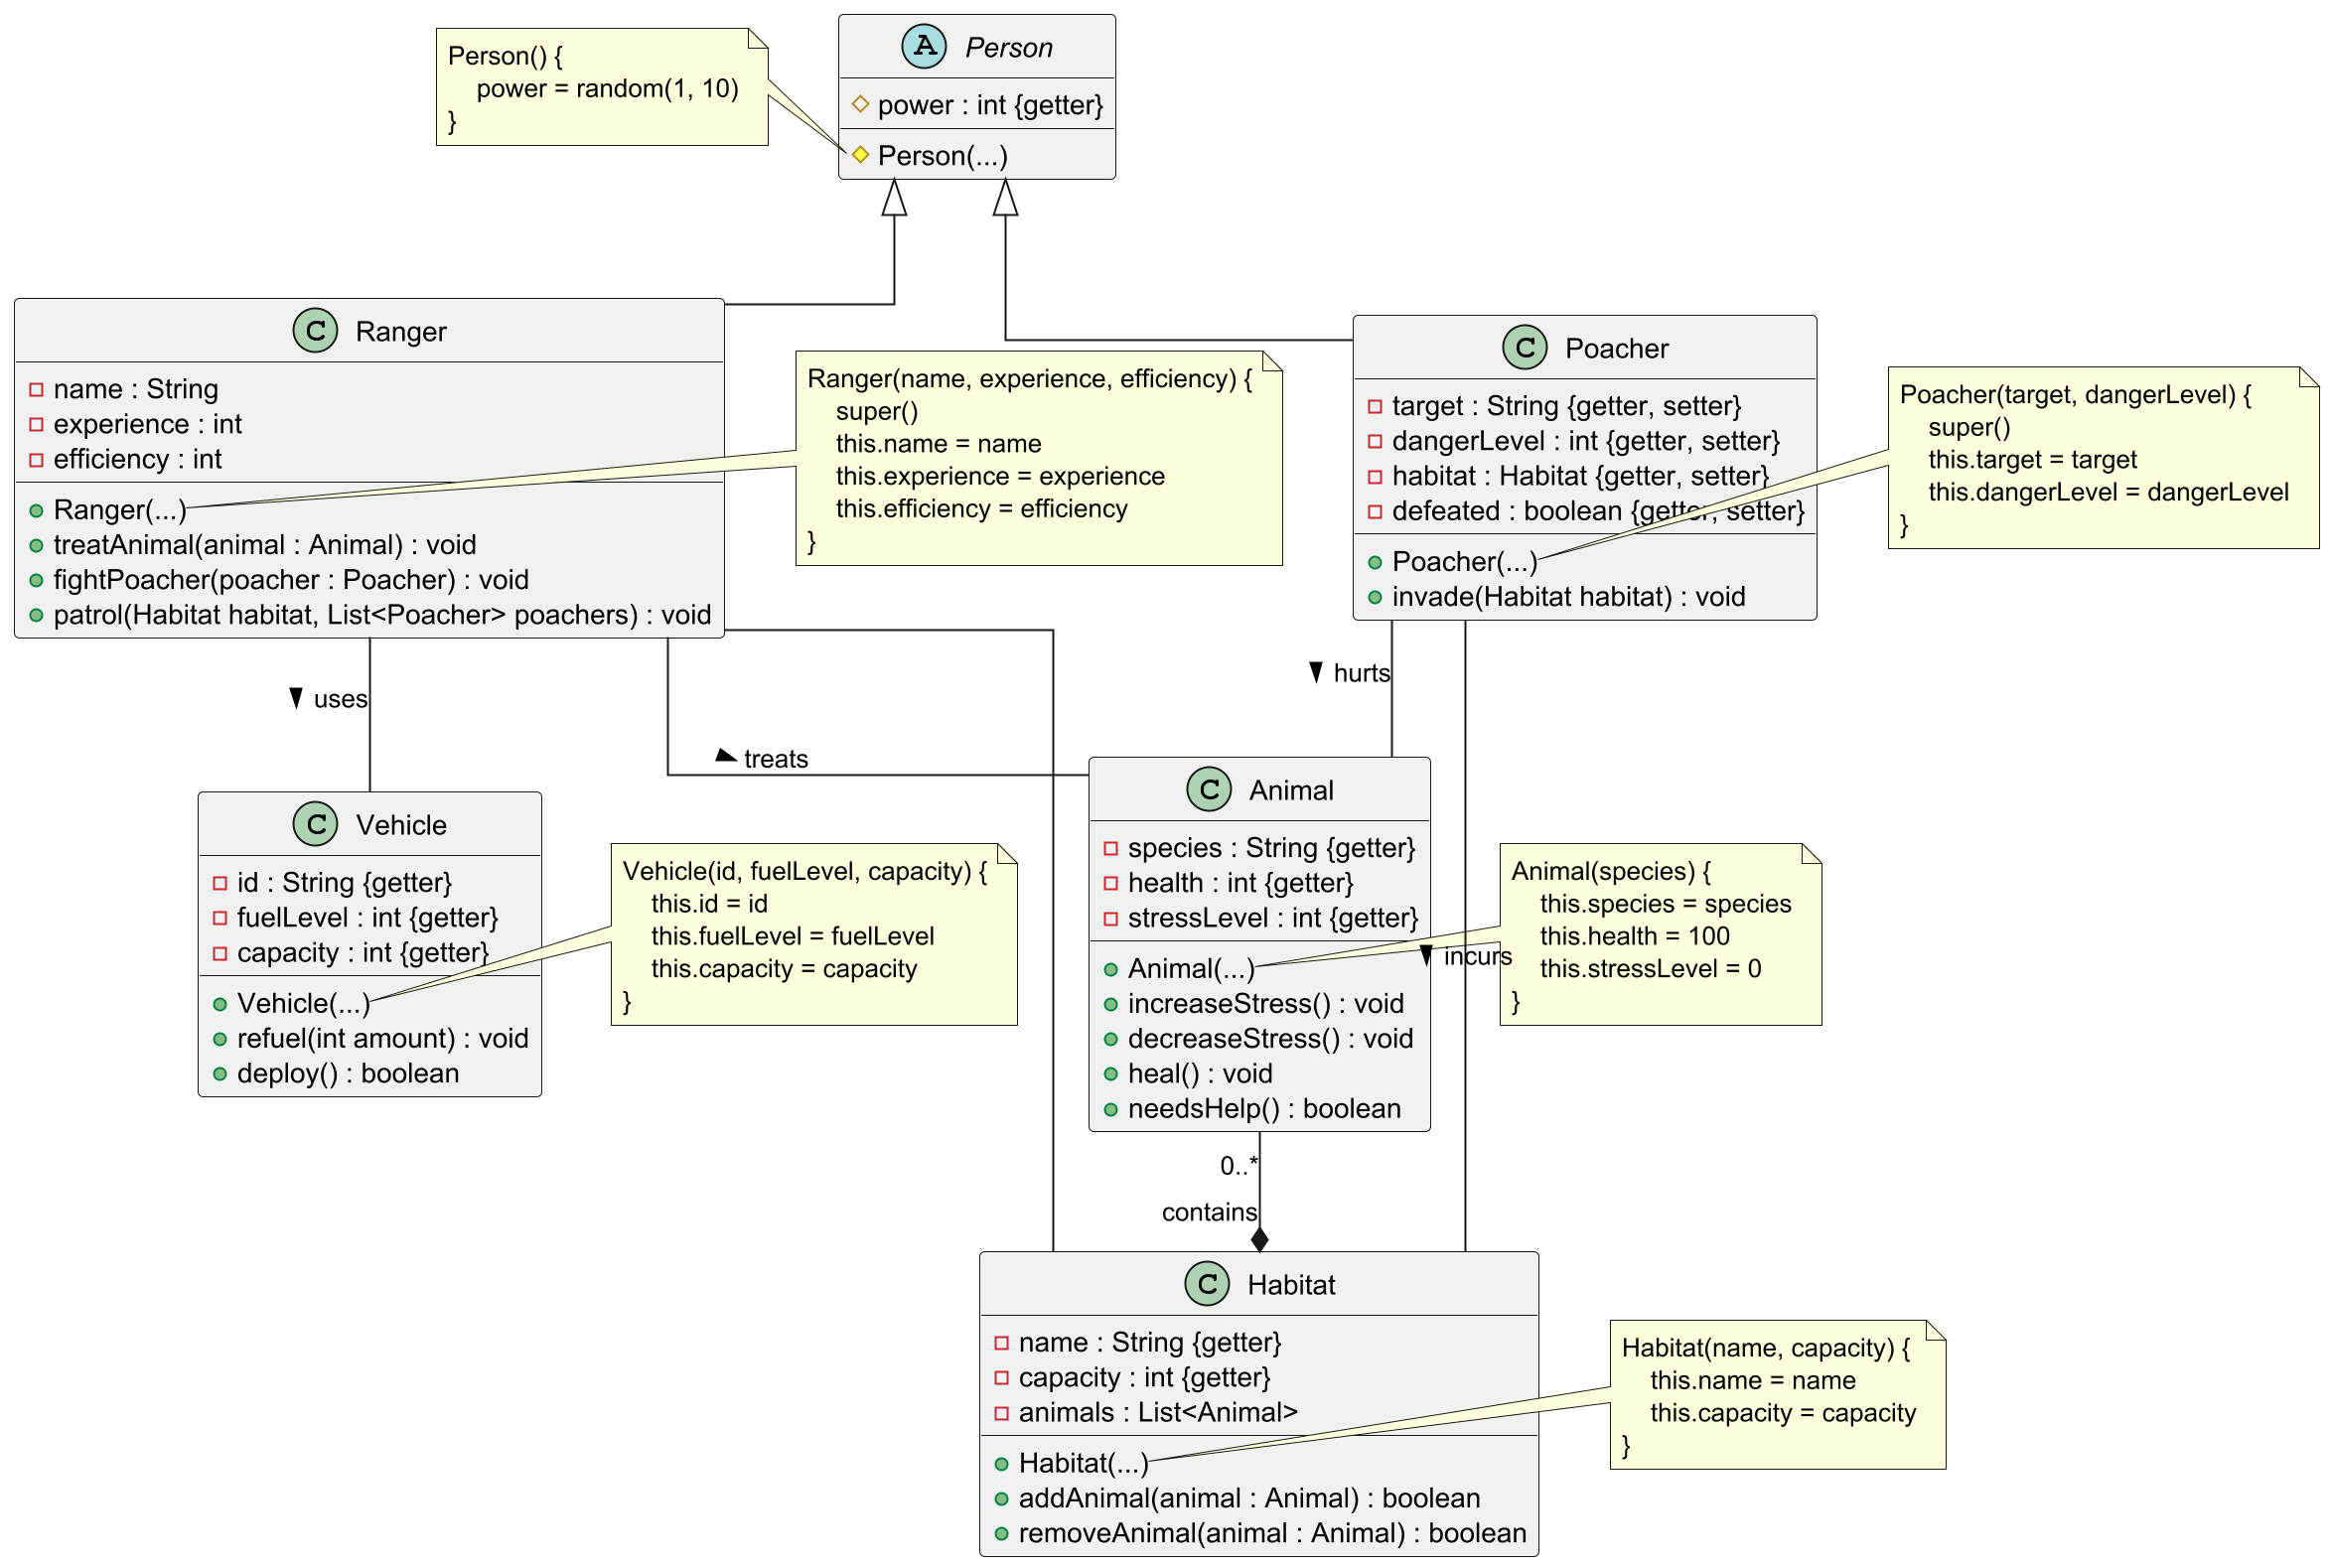 Person() {
power = random(1, 10)
}
A Person
power : int {getter}
Person(...)
C Ranger
name : String
experience : int
efficiency : int
Ranger(...)
treatAnimal(animal : Animal) : void
fightPoacher(poacher : Poacher) : void
patrol(Habitat habitat, List<Poacher> poachers) : void
Ranger(name, experience, efficiency) {
super()
this.name = name
this.experience = experience
this.efficiency = efficiency
}
C Poacher
target : String {getter, setter}
dangerLevel : int {getter, setter}
habitat : Habitat {getter, setter}
defeated : boolean {getter, setter}
Poacher(...)
invade(Habitat habitat) : void
Poacher(target, dangerLevel) {
super()
this.target = target
this.dangerLevel = dangerLevel
}
uses
treats
hurts
C Vehicle
id : String {getter}
fuelLevel : int {getter}
capacity : int {getter}
Vehicle(...)
refuel(int amount) : void
deploy() : boolean
Vehicle(id, fuelLevel, capacity) {
this.id = id
this.fuelLevel = fuelLevel
this.capacity = capacity
}
C Animal
species : String {getter}
health : int {getter}
stressLevel : int {getter}
Animal(...)
increaseStress() : void
decreaseStress() : void
heal() : void
needsHelp() : boolean
incurs
Animal(species) {
this.species = species
this.health = 100
this.stressLevel = 0
}
0..*
contains
C Habitat
name : String {getter}
capacity : int {getter}
animals : List<Animal>
Habitat(...)
addAnimal(animal : Animal) : boolean
removeAnimal(animal : Animal) : boolean
Habitat(name, capacity) {
this.name = name
this.capacity = capacity
}